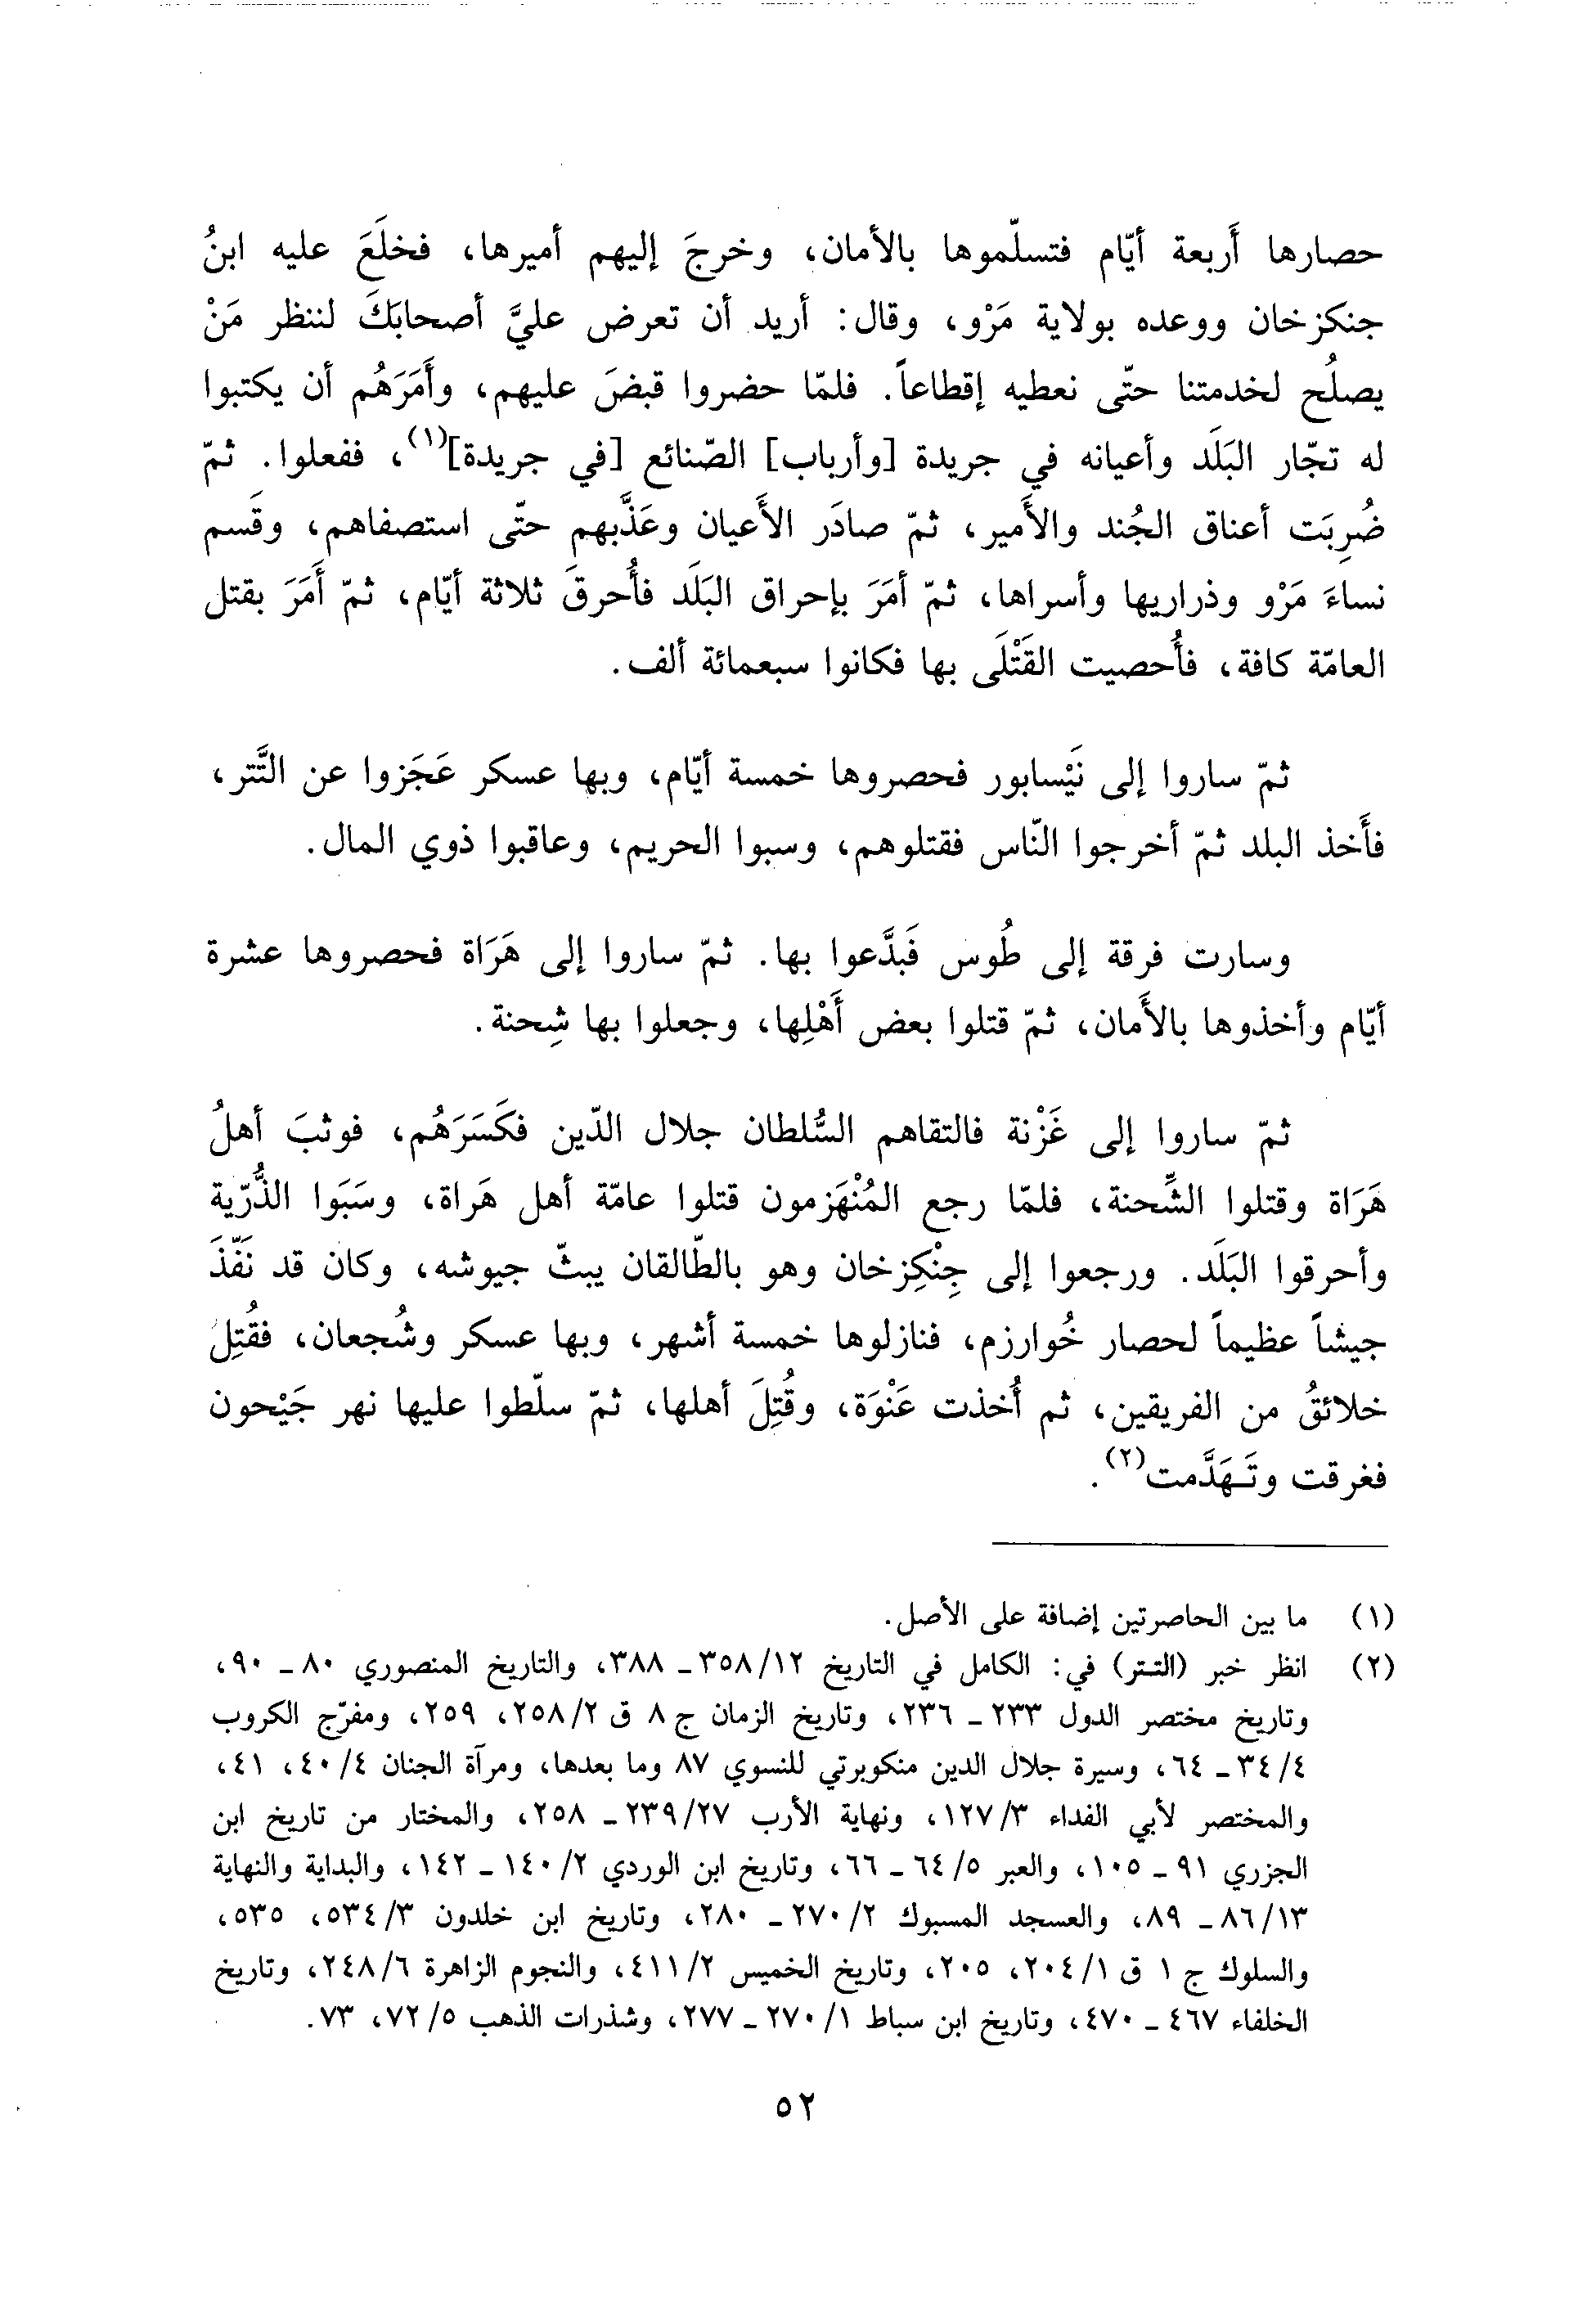 حصارها أَربعة أيّام فتسلّموها بالأمان، وخرجَ إليهم أميرها، فخلَعَ عليه ابنُ
جنكزخان ووعده بولاية مَرْو، وقال: أريد أن تعرض عليَّ أصحابَكَ لننظر مَنْ
يصلُح لخدمتنا حتّى نعطيه إقطاعاً. فلمّا حضروا قبضَ عليهم، وأَمَرَهُم أن يكتبوا
له تجّار البَلَد وأعيانه في جريدة [وأرباب] الصّنائع [في جريدة](١)، ففعلوا. ثمّ
ضُرِبَت أعناق الجُند والأَمير، ثمّ صادَر الأَعيان وعَذَّبهم حتّى استصفاهم، وقَسم
نساءَ مَرْو وذراريها وأسراها، ثمّ أمَرَ بإحراق البَلَد فأُحرقَ ثلاثة أيّام، ثمّ أَمَرَ بقتل
العامّة كافة، فأُحصيت القَتْلَى بها فكانوا سبعمائة ألف.
ثمّ ساروا إلى نَيْسابور فحصروها خمسة أيّام، وبها عسكر عَجَزوا عن التَّتر،
فأَخذ البلد ثمّ أخرجوا النّاس فقتلوهم، وسبوا الحريم، وعاقبوا ذوي المال.
وسارت فرقة إلى طُوس فَبدَّعوا بها. ثمّ ساروا إلى هَرَاة فحصروها عشرة
أيّام وأخذوها بالأَمان، ثمّ قتلوا بعض أَهْلِها، وجعلوا بها شِحنة.
ثمّ ساروا إلى غَزْنة فالتقاهم السُّلطان جلال الدّين فكَسَرَهُم، فوثبَ أهلُ
هَرَاة وقتلوا الشِّحنة، فلمّا رجع المُنْهَزمون قتلوا عامّة أهل هَراة، وسَبَوا الذُّرّية
وأحرقوا البَلَد. ورجعوا إلى جِنْكِزخان وهو بالطّالقان يبثّ جيوشه، وكان قد نَفّذَ
جيشاً عظيماً لحصار خُوارزم، فنازلوها خمسة أشهر، وبها عسكر وشُجعان، فقُتِلَ
خلائقُ من الفريقين، ثم أُخذت عَنْوَة، وقُتِلَ أهلها، ثمّ سلّطوا عليها نهر جَيْحون
فغرقت وتَهَدَّمت(٢).
(١) ما بين الحاصرتين إضافة على الأصل.
(٢) انظر خبر (التتر) في: الكامل في التاريخ ٣٥٨/١٢ ـ ٣٨٨، والتاريخ المنصوري ٨٠ ـ ٩٠،
وتاريخ مختصر الدول ٢٣٣ ـ ٢٣٦، وتاريخ الزمان ج ٨ ق ٢٥٨/٢، ٢٥٩، ومفرّج الكروب
٣٤/٤ ـ ٦٤، وسيرة جلال الدين منكوبرتي للنسوي ٨٧ وما بعدها، ومرآة الجنان ٤٠/٤، ٤١،
والمختصر لأبي الفداء ١٢٧/٣، ونهاية الأرب ٢٣٩/٢٧ ـ ٢٥٨، والمختار من تاريخ ابن
الجزري ٩١ ـ ١٠٥، والعبر ٦٤/٥ ـ ٦٦، وتاريخ ابن الوردي ١٤٠/٢ ـ ١٤٢، والبداية والنهاية
٨٦/١٣ ـ ٨٩، والعسجد المسبوك ٢٧٠/٢ ـ ٢٨٠، وتاريخ ابن خلدون ٥٣٤/٣، ٥٣٥،
والسلوك ج ١ ق ٢٠٤/١، ٢٠٥، وتاريخ الخميس ٤١١/٢، والنجوم الزاهرة ٢٤٨/٦، وتاريخ
الخلفاء ٤٦٧ ـ ٤٧٠، وتاريخ ابن سباط ٢٧٠/١ ـ ٢٧٧، وشذرات الذهب ٧٢/٥، ٧٣.
٥٢